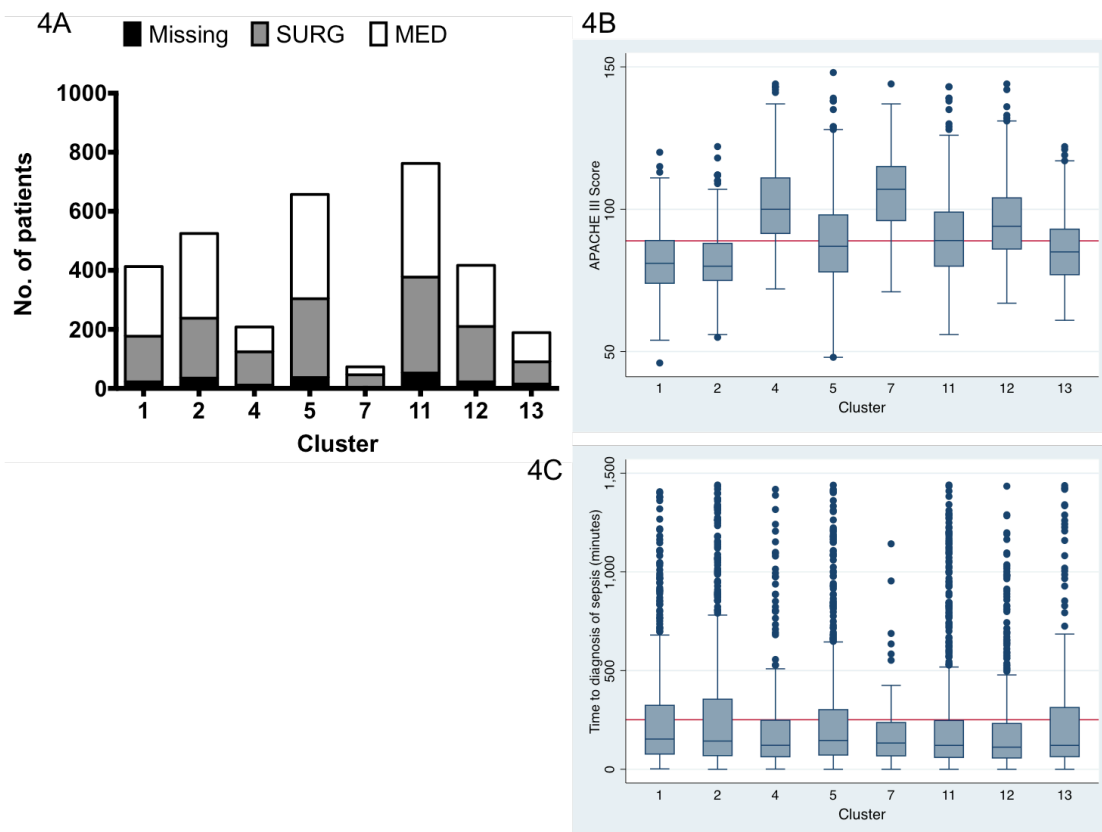 4A
Missing SURG MED
No. of patients
1000
800
600
400
200
0
1 2 4 5 7 11 12 13
Cluster
4B
APACHE III Score
150
100
50
1 2 4 5 7 11 12 13
Cluster
4C
Time to diagnosis of sepsis (minutes)
1,500
1,000
500
0
1 2 4 5 7 11 12 13
Cluster